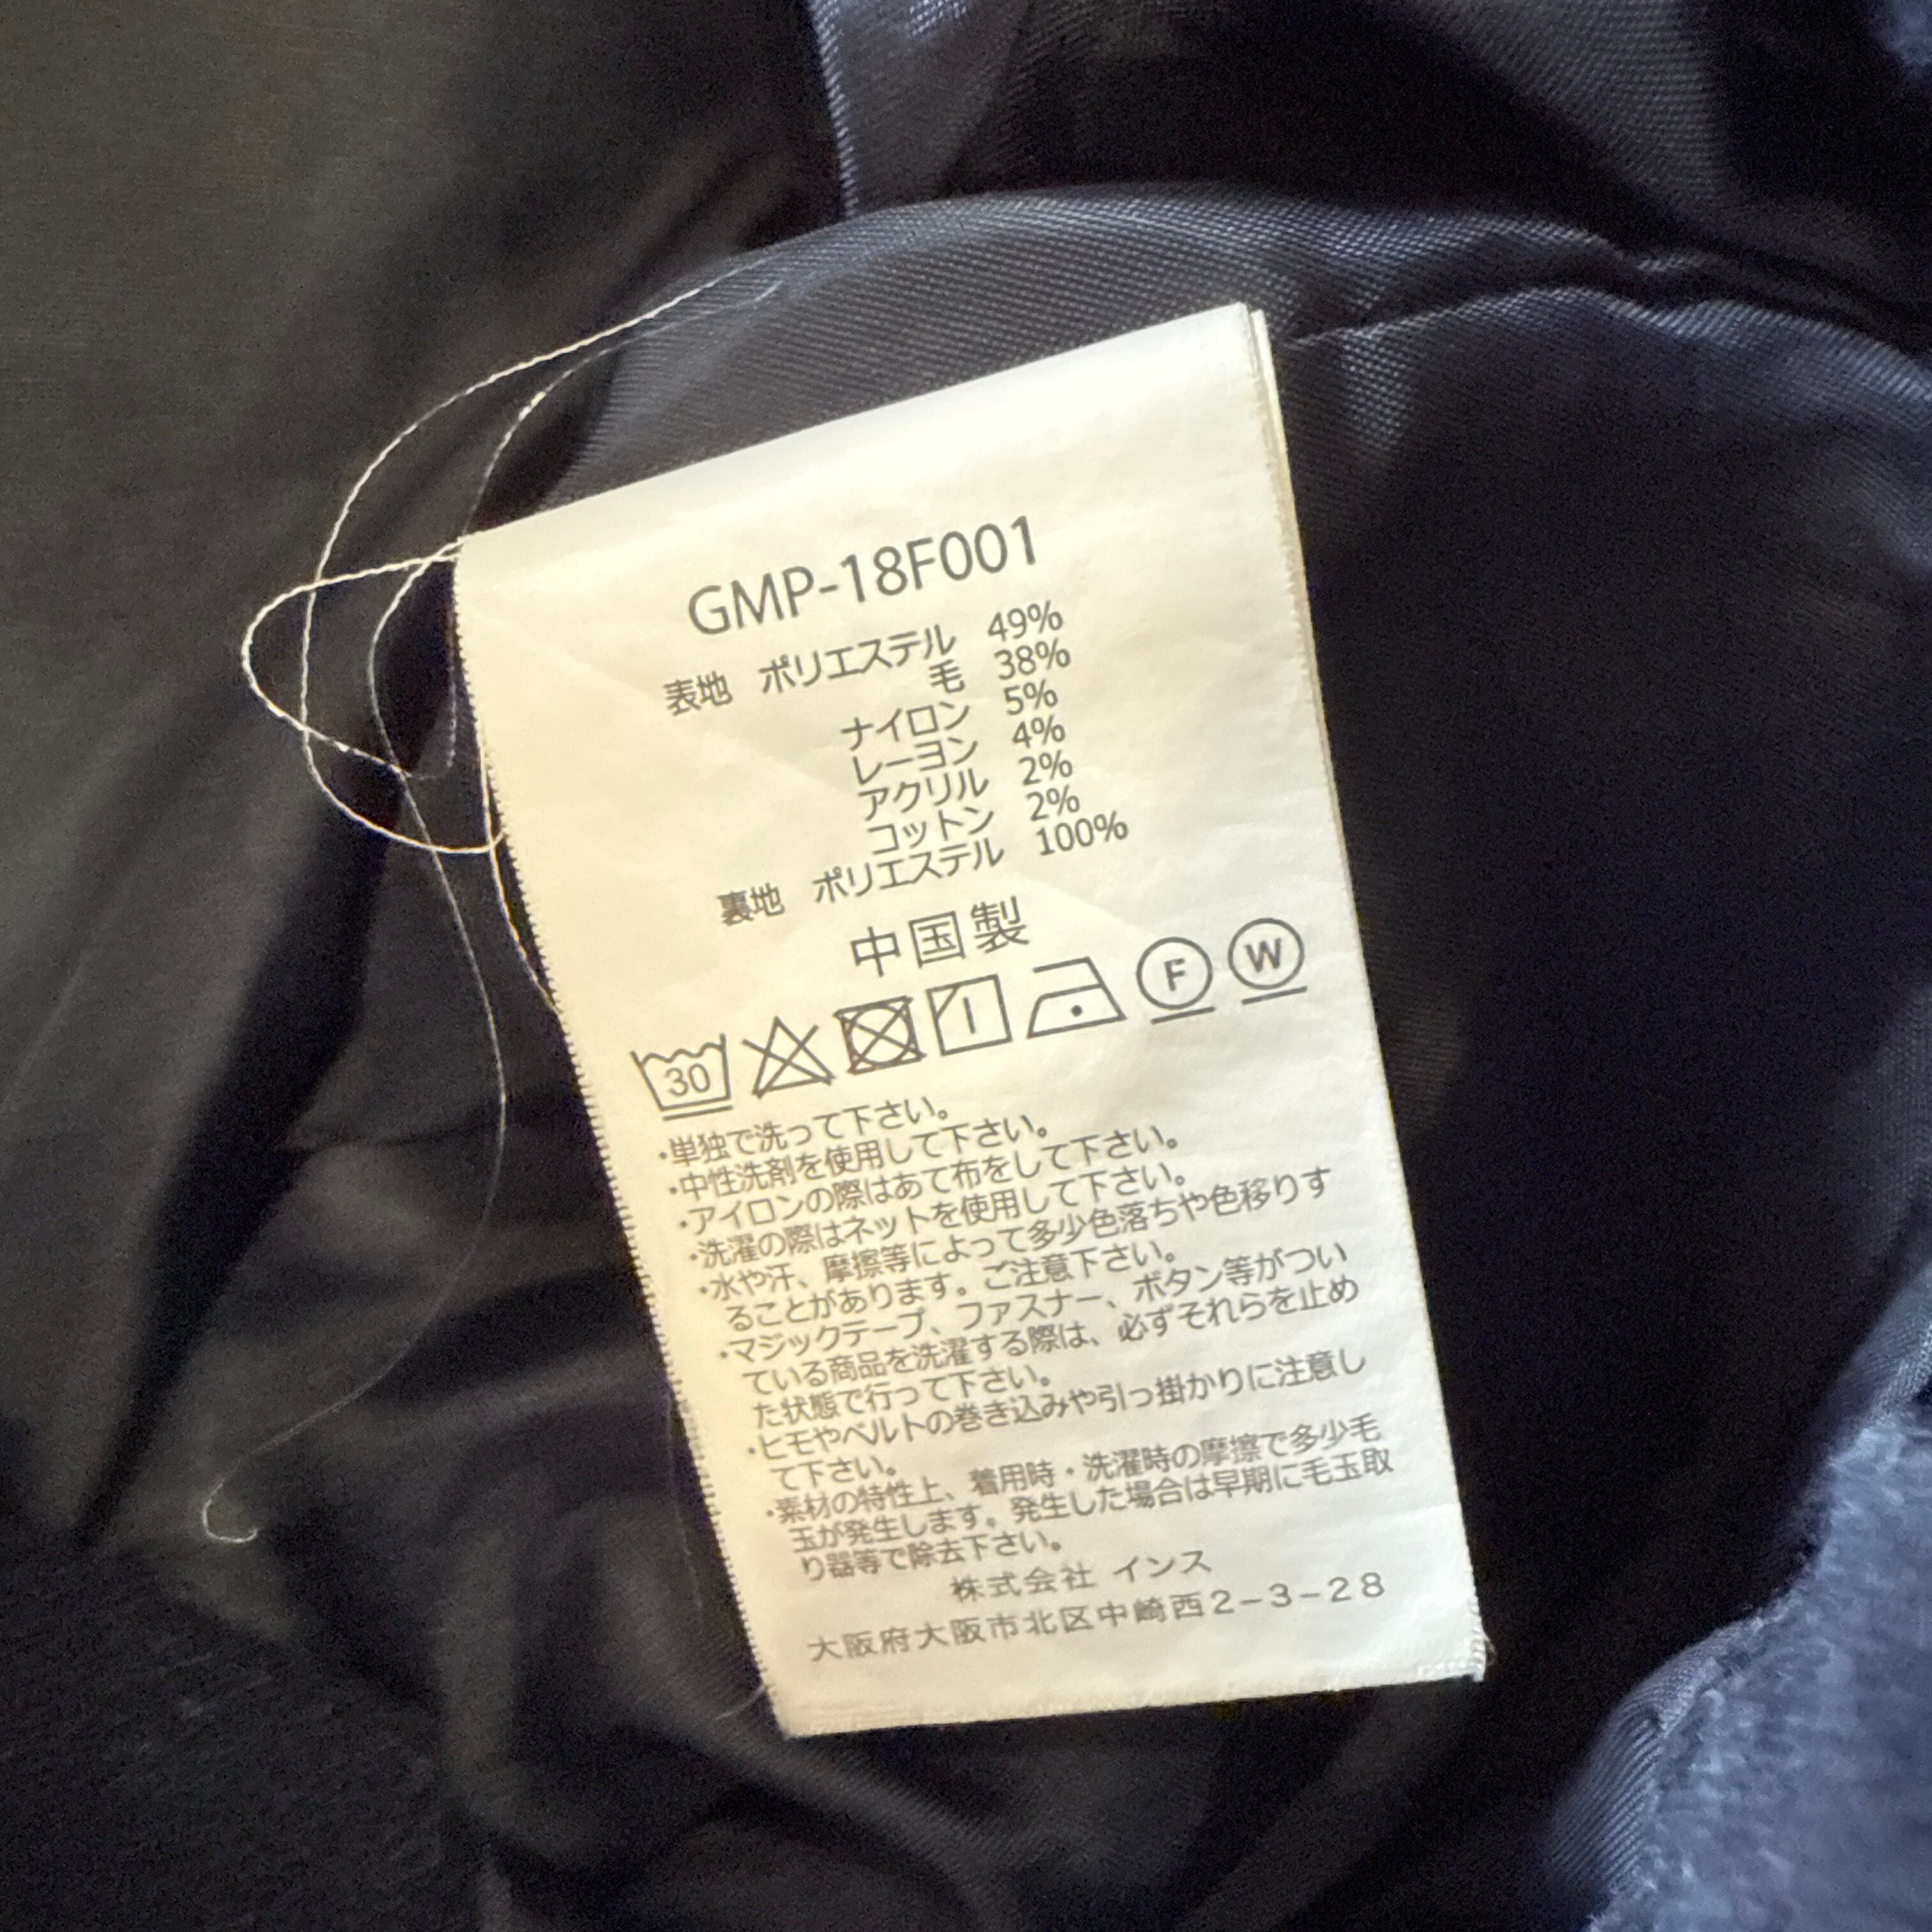 GMP-18F001
表地 ポリエステル 49%
毛 38%
ナイロン 5%
レーヨン 4%
アクリル 2%
コットン 2%
裏地 ポリエステル 100%
中国製
30 F W
・単独で洗って下さい。
・中性洗剤を使用して下さい。
・アイロンの際はあて布をして下さい。
・洗濯の際はネットを使用して下さい。
・水や汗、摩擦等によって多少色落ちや色移りす
ることがあります。ご注意下さい。
・マジックテープ、ファスナー、ボタン等がつい
ている商品を洗濯する際は、必ずそれらを止め
た状態で行って下さい。
・ヒモやベルトの巻き込みや引っ掛かりに注意し
て下さい。
・素材の特性上、着用時・洗濯時の摩擦で多少毛
玉が発生します。発生した場合は早期に毛玉取
り器等で除去下さい。
株式会社 インス
大阪府大阪市北区中崎西2-3-28